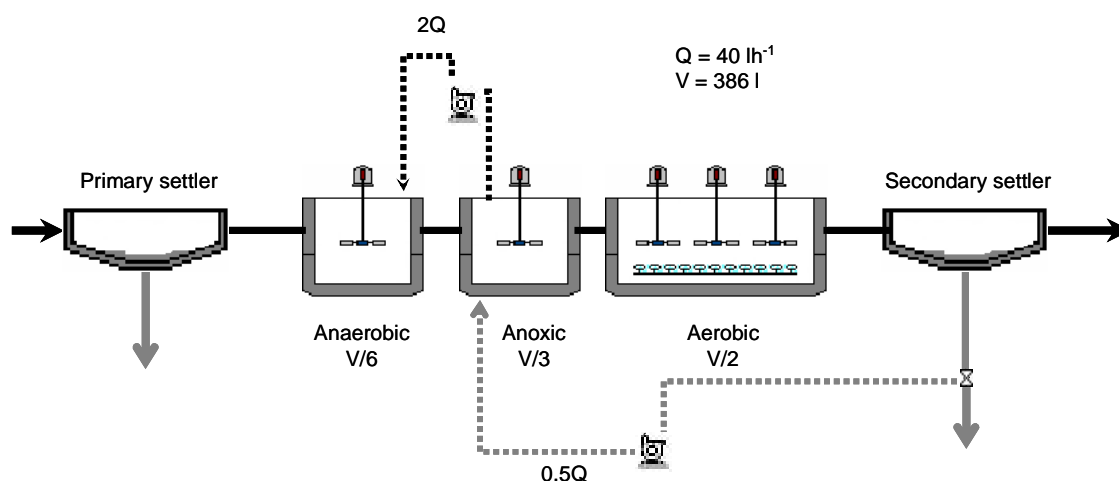 2Q
Q = 40 lh⁻¹
V = 386 l
Primary settler
Secondary settler
Anaerobic
V/6
Anoxic
V/3
Aerobic
V/2
0.5Q